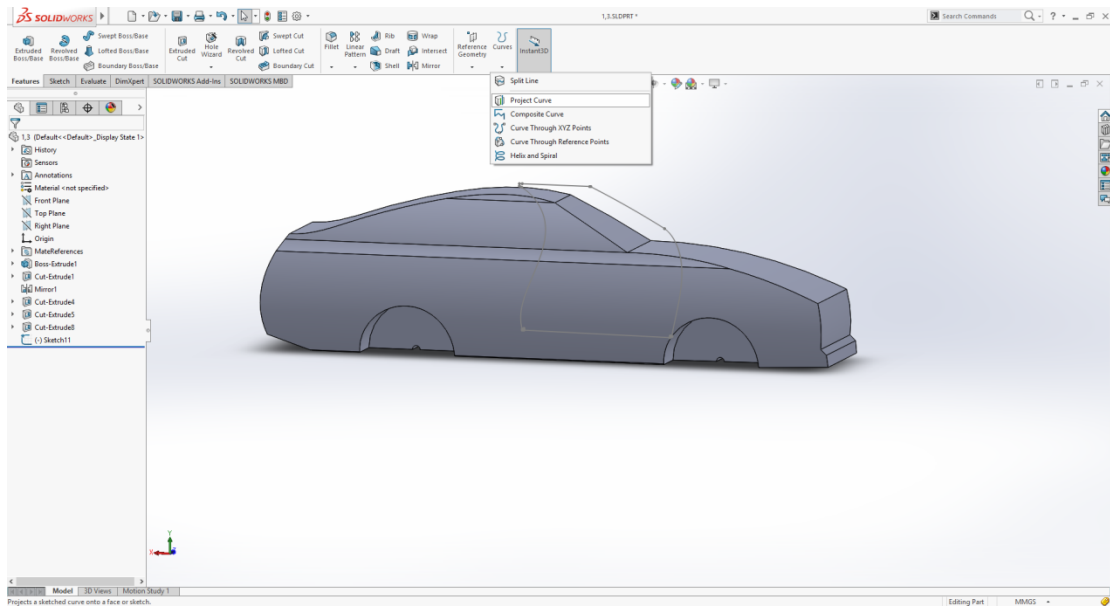 SOLIDWORKS
1,3.SLDPRT *
Search Commands
Extruded Boss/Base
Revolved Boss/Base
Swept Boss/Base
Lofted Boss/Base
Boundary Boss/Base
Extruded Cut
Hole Wizard
Revolved Cut
Swept Cut
Lofted Cut
Boundary Cut
Fillet
Linear Pattern
Rib
Draft
Shell
Wrap
Intersect
Mirror
Reference Geometry
Curves
Instant3D
Features Sketch Evaluate DimXpert SOLIDWORKS Add-Ins SOLIDWORKS MBD
Split Line
Project Curve
Composite Curve
Curve Through XYZ Points
Curve Through Reference Points
Helix and Spiral
1,3 (Default<<Default>_Display State 1>
History
Sensors
Annotations
Material <not specified>
Front Plane
Top Plane
Right Plane
Origin
MateReferences
Boss-Extrude1
Cut-Extrude1
Mirror1
Cut-Extrude4
Cut-Extrude5
Cut-Extrude8
(-) Sketch11
Y
X
Z
Model 3D Views Motion Study 1
Projects a sketched curve onto a face or sketch.
Editing Part MMGS